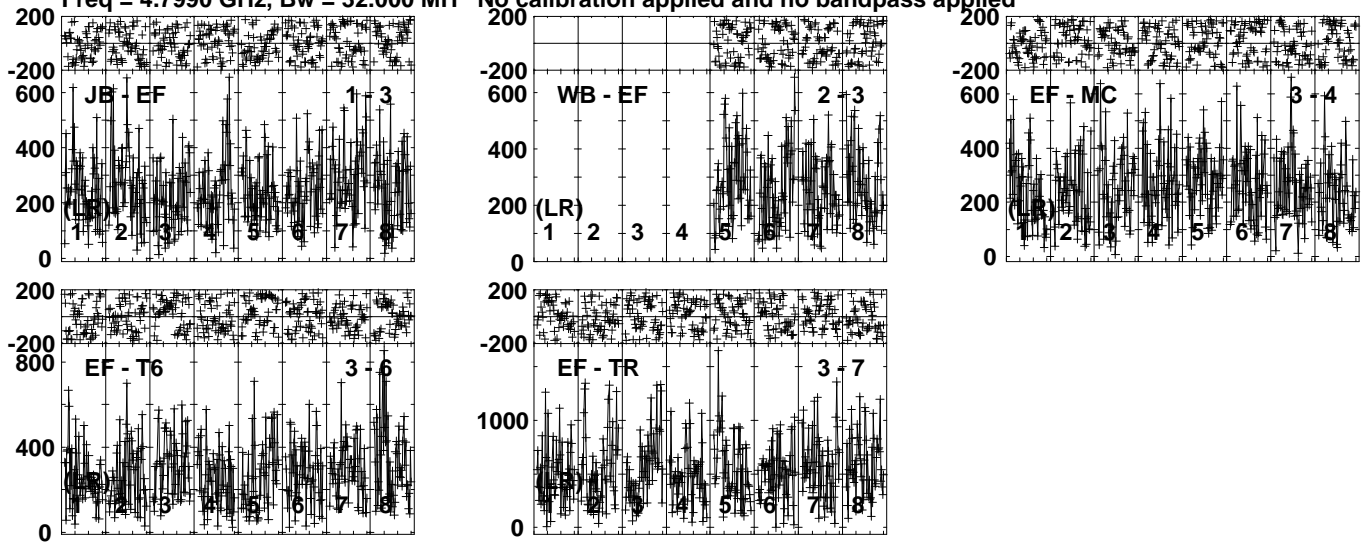 Freq = 4.7990 GHz, Bw = 32.000 MH No calibration applied and no bandpass applied
200
-200
600
400
200
0
JB - EF 1 - 3
(LR)
1 2 3 4 5 6 7 8
200
-200
600
400
200
0
WB - EF 2 - 3
(LR)
1 2 3 4 5 6 7 8
200
-200
600
400
200
0
EF - MC 3 - 4
(LR)
1 2 3 4 5 6 7 8
200
-200
800
400
0
EF - T6 3 - 6
(LR)
1 2 3 4 5 6 7 8
200
-200
1000
0
EF - TR 3 - 7
(LR)
1 2 3 4 5 6 7 8